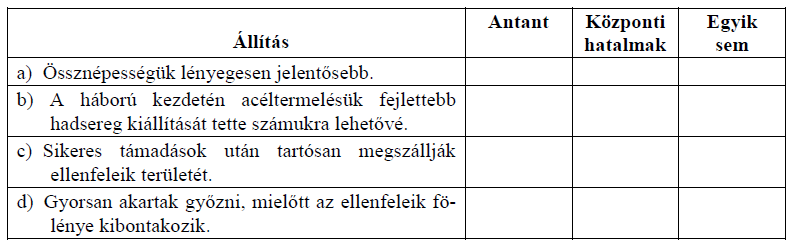 Állítás Antant Központi hatalmak Egyik sem
a) Össznépességük lényegesen jelentősebb.
b) A háború kezdetén acéltermelésük fejlettebb
hadsereg kiállítását tette számukra lehetővé.
c) Sikeres támadások után tartósan megszállják
ellenfeleik területét.
d) Gyorsan akartak győzni, mielőtt az ellenfeleik fö-
lénye kibontakozik.